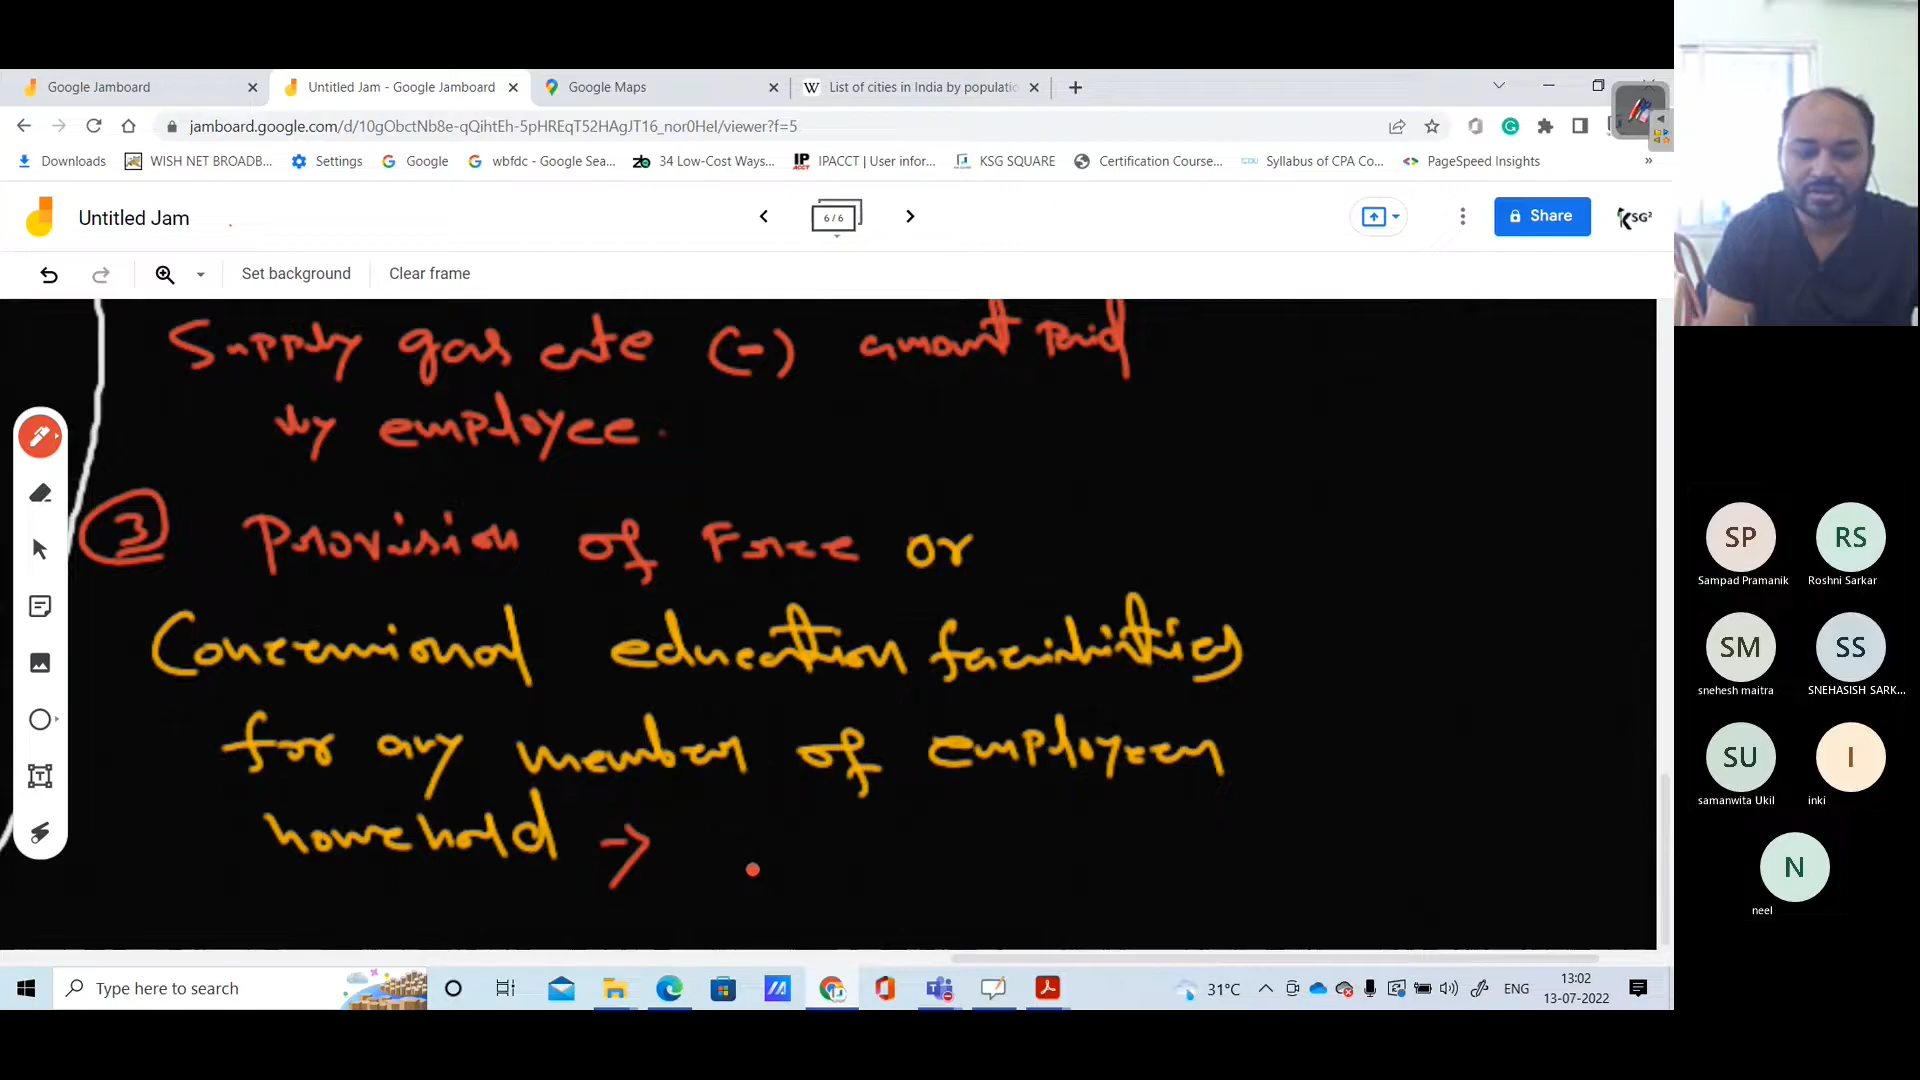 Google Jamboard
Untitled Jam - Google Jamboard
Google Maps
List of cities in India by populatic
jamboard.google.com/d/10gObctNb8e-qQihtEh-5pHREqT52HAgJT16_nor0HeI/viewer?f=5
Downloads
WISH NET BROADB...
Settings
Google
wbfdc - Google Sea...
34 Low-Cost Ways...
IPACCT | User infor...
KSG SQUARE
Certification Course...
Syllabus of CPA Co...
PageSpeed Insights
Untitled Jam
6 / 6
Share
KSG²
Set background
Clear frame
Supply gas (-) amount Paid
by employee.
3 Provision of Free or
Concessional education facilities
for any member of employees
household →
SP
RS
Sampad Pramanik
Roshni Sarkar
SM
SS
snehesh maitra
SNEHASISH SARK...
SU
I
samanwita Ukil
inki
N
neel
Type here to search
31°C
ENG
13:02
13-07-2022